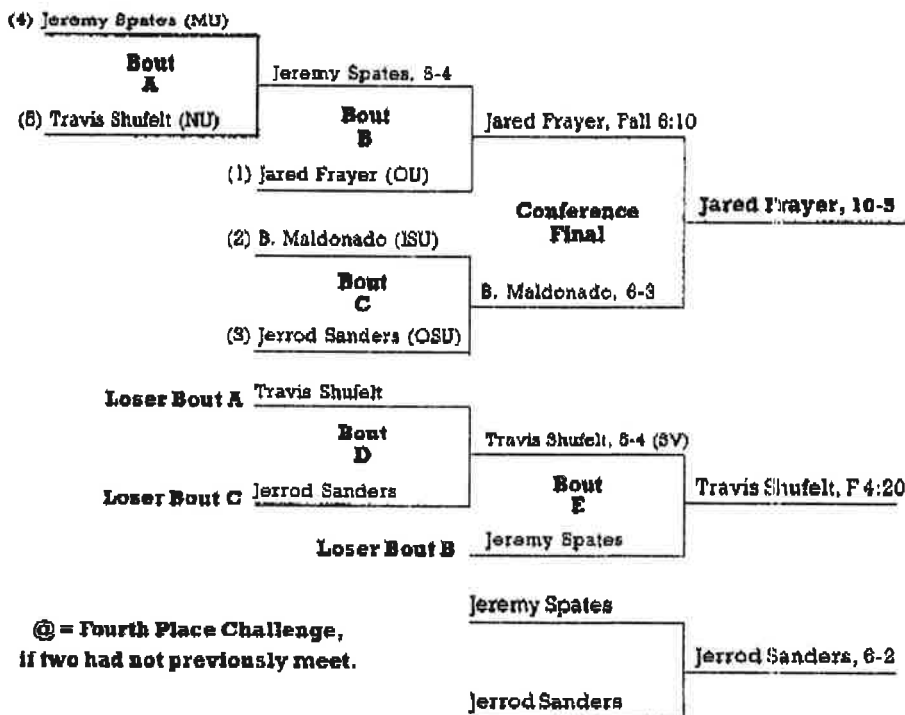 (4) Jeremy Spates (MU)
Bout
A
Jeremy Spates, 5-4
(5) Travis Shufelt (NU)
Bout
B
Jared Frayer, Fall 6:10
(1) Jared Frayer (OU)
Conference
Final
Jared Frayer, 10-5
(2) B. Maldonado (ISU)
Bout
C
B. Maldonado, 6-3
(3) Jerrod Sanders (OSU)
Loser Bout A Travis Shufelt
Bout
D
Travis Shufelt, 5-4 (SV)
Loser Bout C Jerrod Sanders
Bout
E
Travis Shufelt, F 4:20
Loser Bout B Jeremy Spates
Jeremy Spates
@ = Fourth Place Challenge,
if two had not previously meet.
Jerrod Sanders, 6-2
Jerrod Sanders